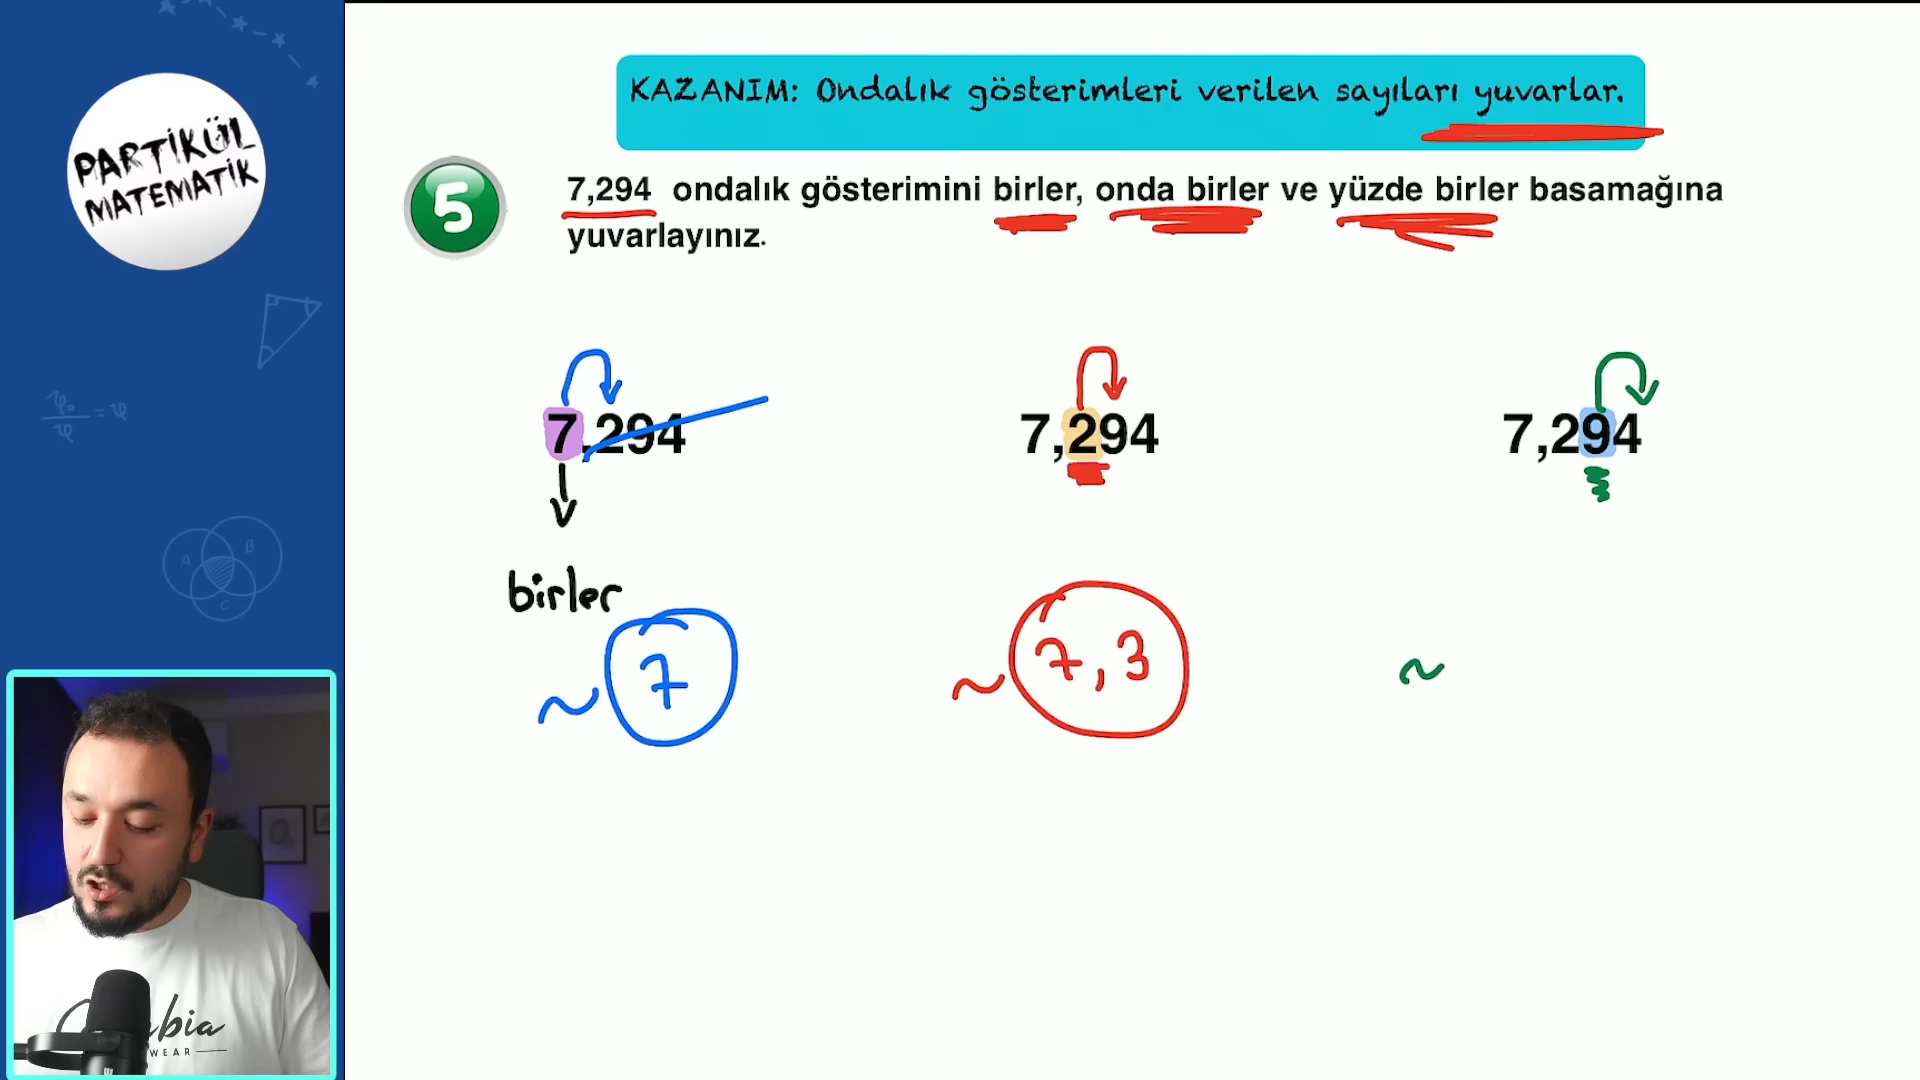 PARTİKÜL
MATEMATİK
KAZANIM: Ondalık gösterimleri verilen sayıları yuvarlar.
5
7,294 ondalık gösterimini birler, onda birler ve yüzde birler basamağına
yuvarlayınız.
7,294 7,294 7,294
birler
~ 7 ~ 7,3 ~
A B
C
WEAR